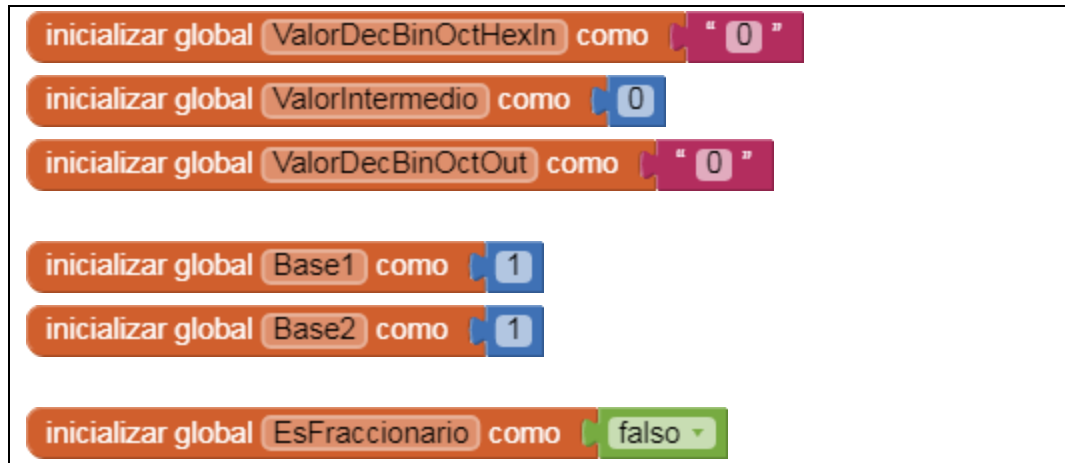 inicializar global ValorDecBinOctHexIn como “ 0 ”
inicializar global ValorIntermedio como 0
inicializar global ValorDecBinOctOut como “ 0 ”
inicializar global Base1 como 1
inicializar global Base2 como 1
inicializar global EsFraccionario como falso